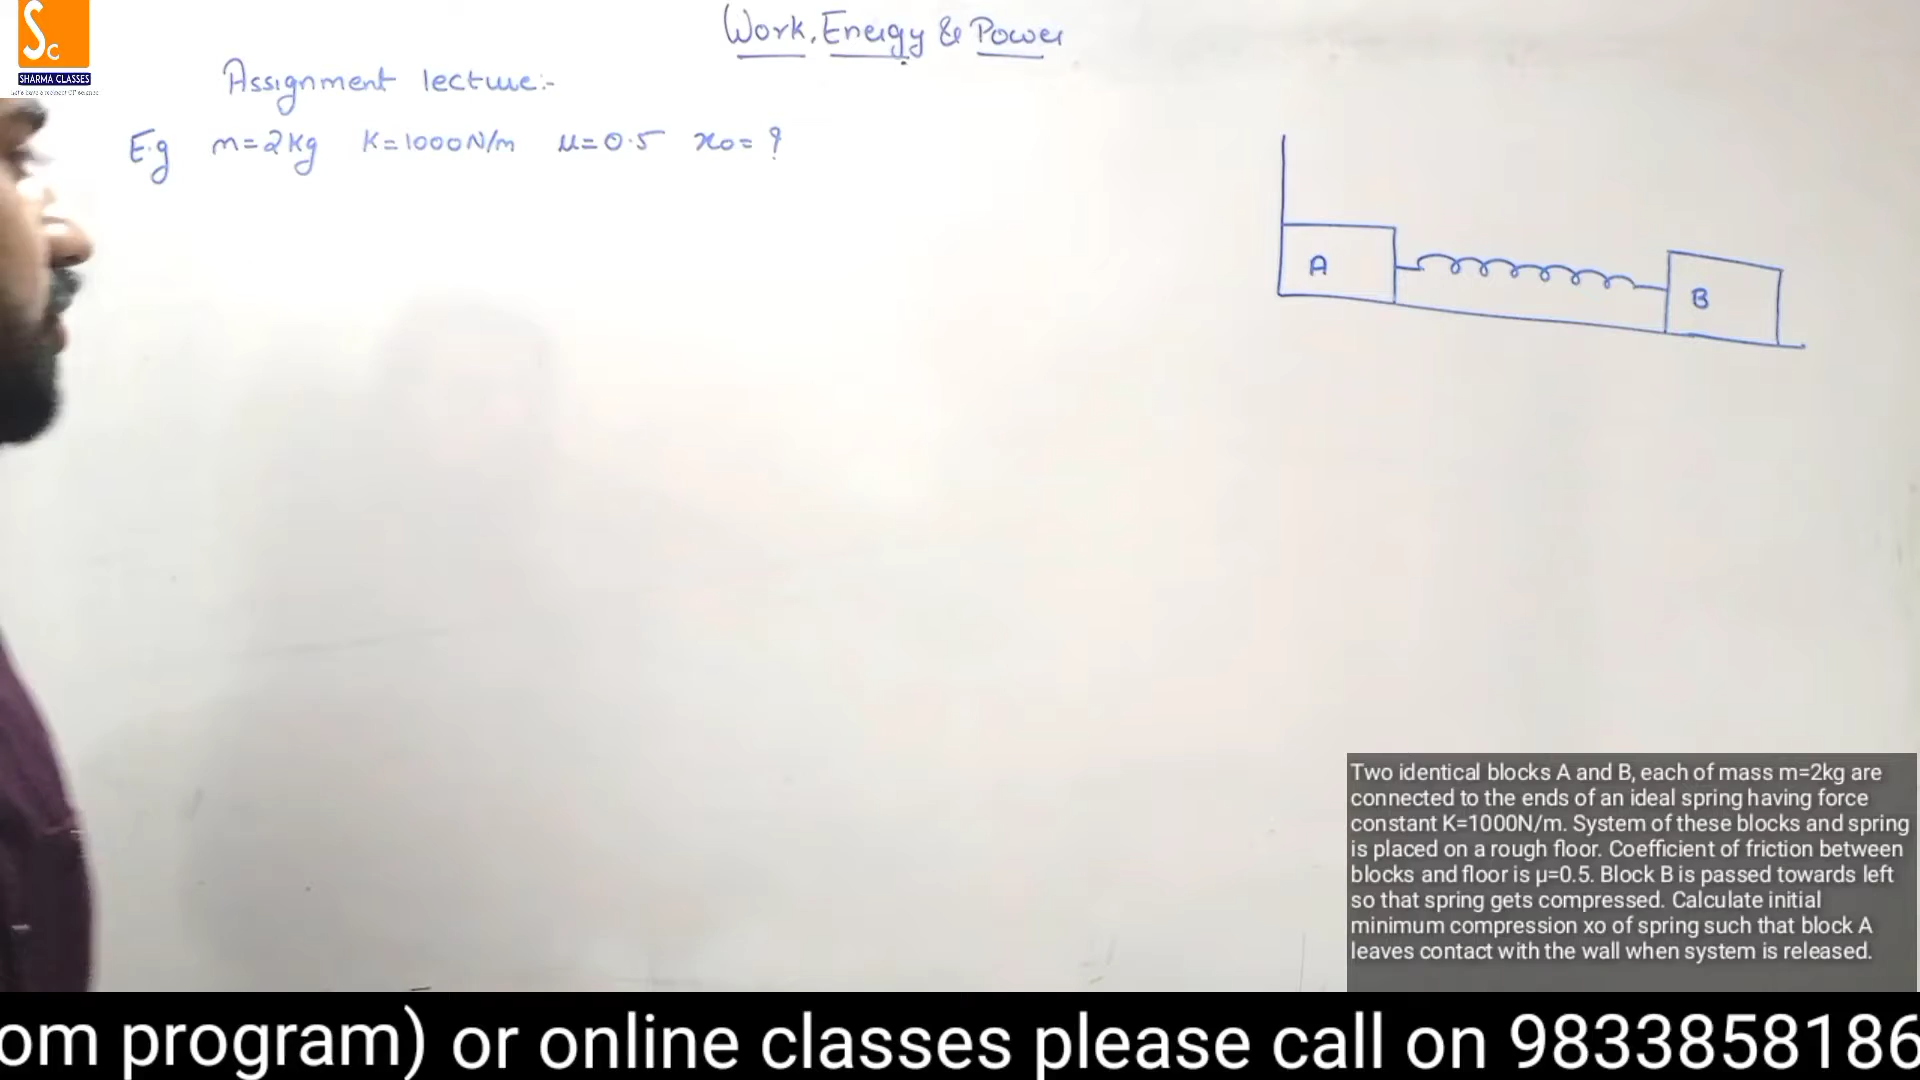 Sc
SHARMA CLASSES
Work, Energy & Power
Assignment lecture:-
E.g m=2kg K=1000N/m μ=0.5 x0=?
A
B
Two identical blocks A and B, each of mass m=2kg are
connected to the ends of an ideal spring having force
constant K=1000N/m. System of these blocks and spring
is placed on a rough floor. Coefficient of friction between
blocks and floor is μ=0.5. Block B is passed towards left
so that spring gets compressed. Calculate initial
minimum compression xo of spring such that block A
leaves contact with the wall when system is released.
om program) or online classes please call on 9833858186